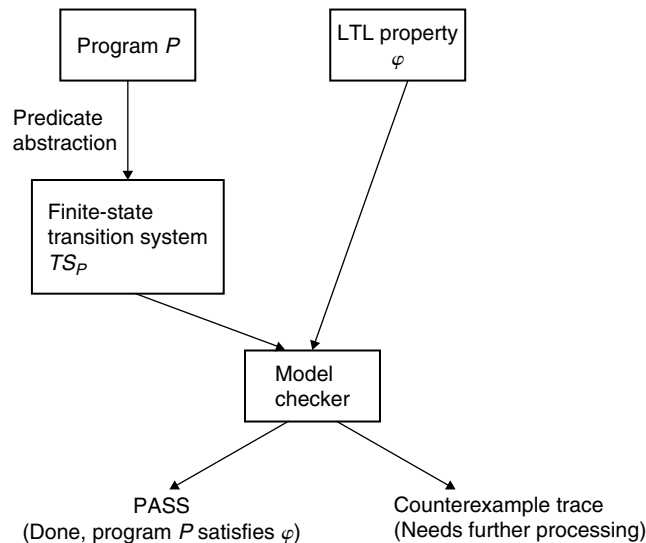 Program P
LTL property
φ
Predicate
abstraction
Finite-state
transition system
TS_P
Model
checker
PASS
(Done, program P satisfies φ)
Counterexample trace
(Needs further processing)